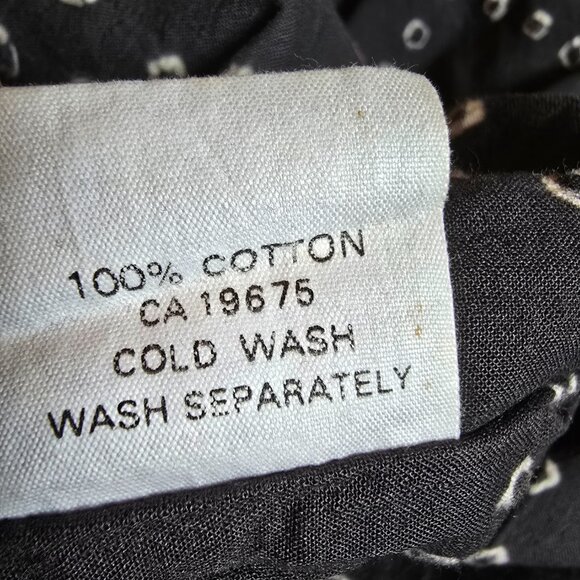 100% COTTON
CA 19675
COLD WASH
WASH SEPARATELY